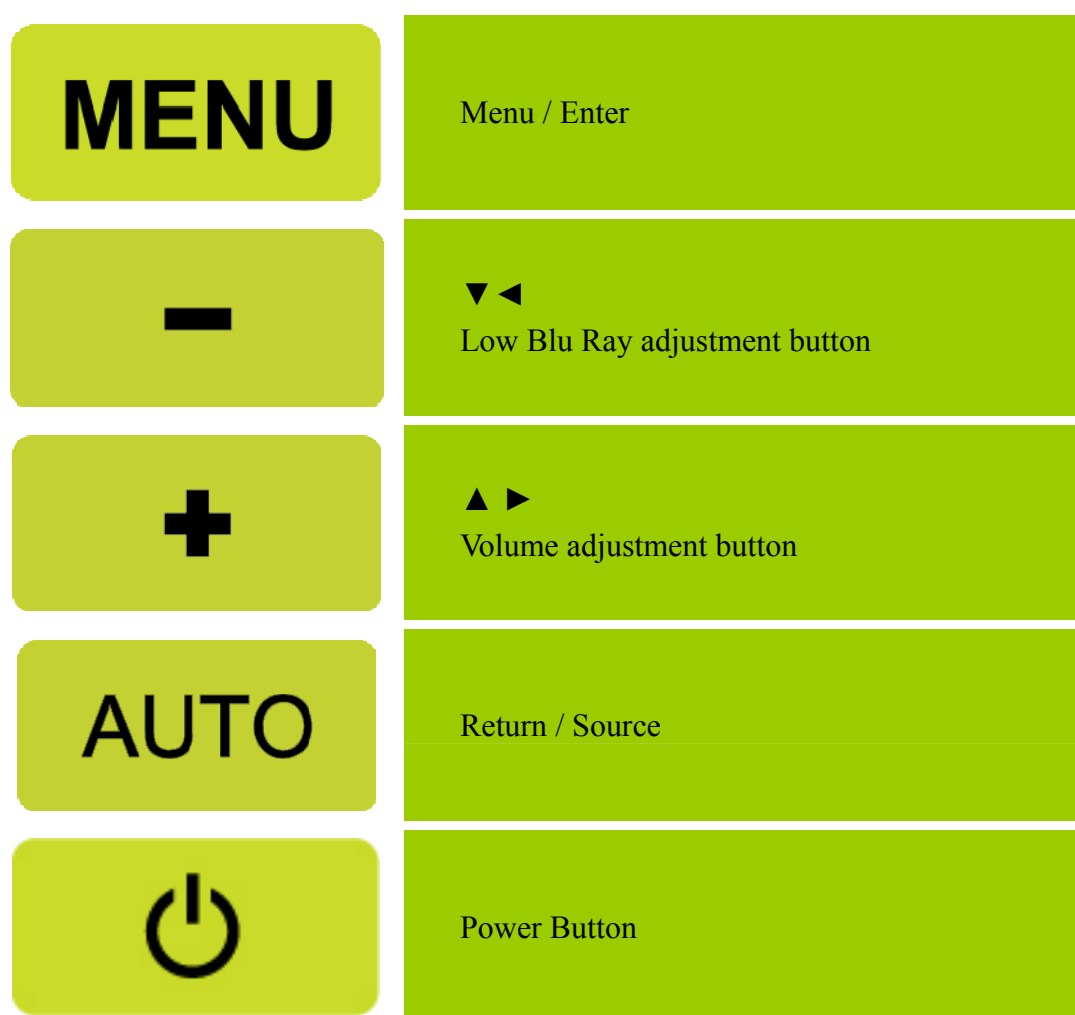 MENU
Menu / Enter
▼◄
Low Blu Ray adjustment button
▲ ►
Volume adjustment button
AUTO
Return / Source
Power Button